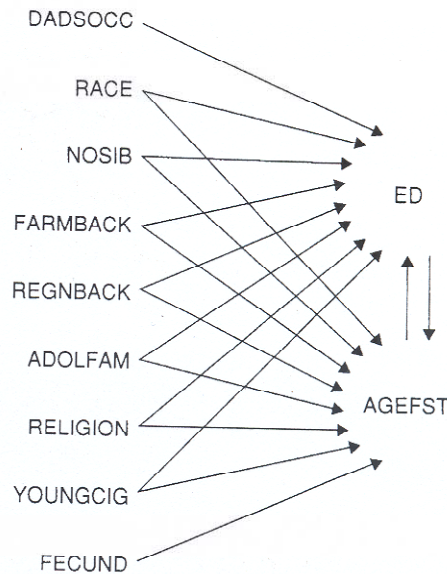 DADSOCC
RACE
NOSIB
FARMBACK
REGNBACK
ADOLFAM
RELIGION
YOUNGCIG
FECUND
ED
AGEFST